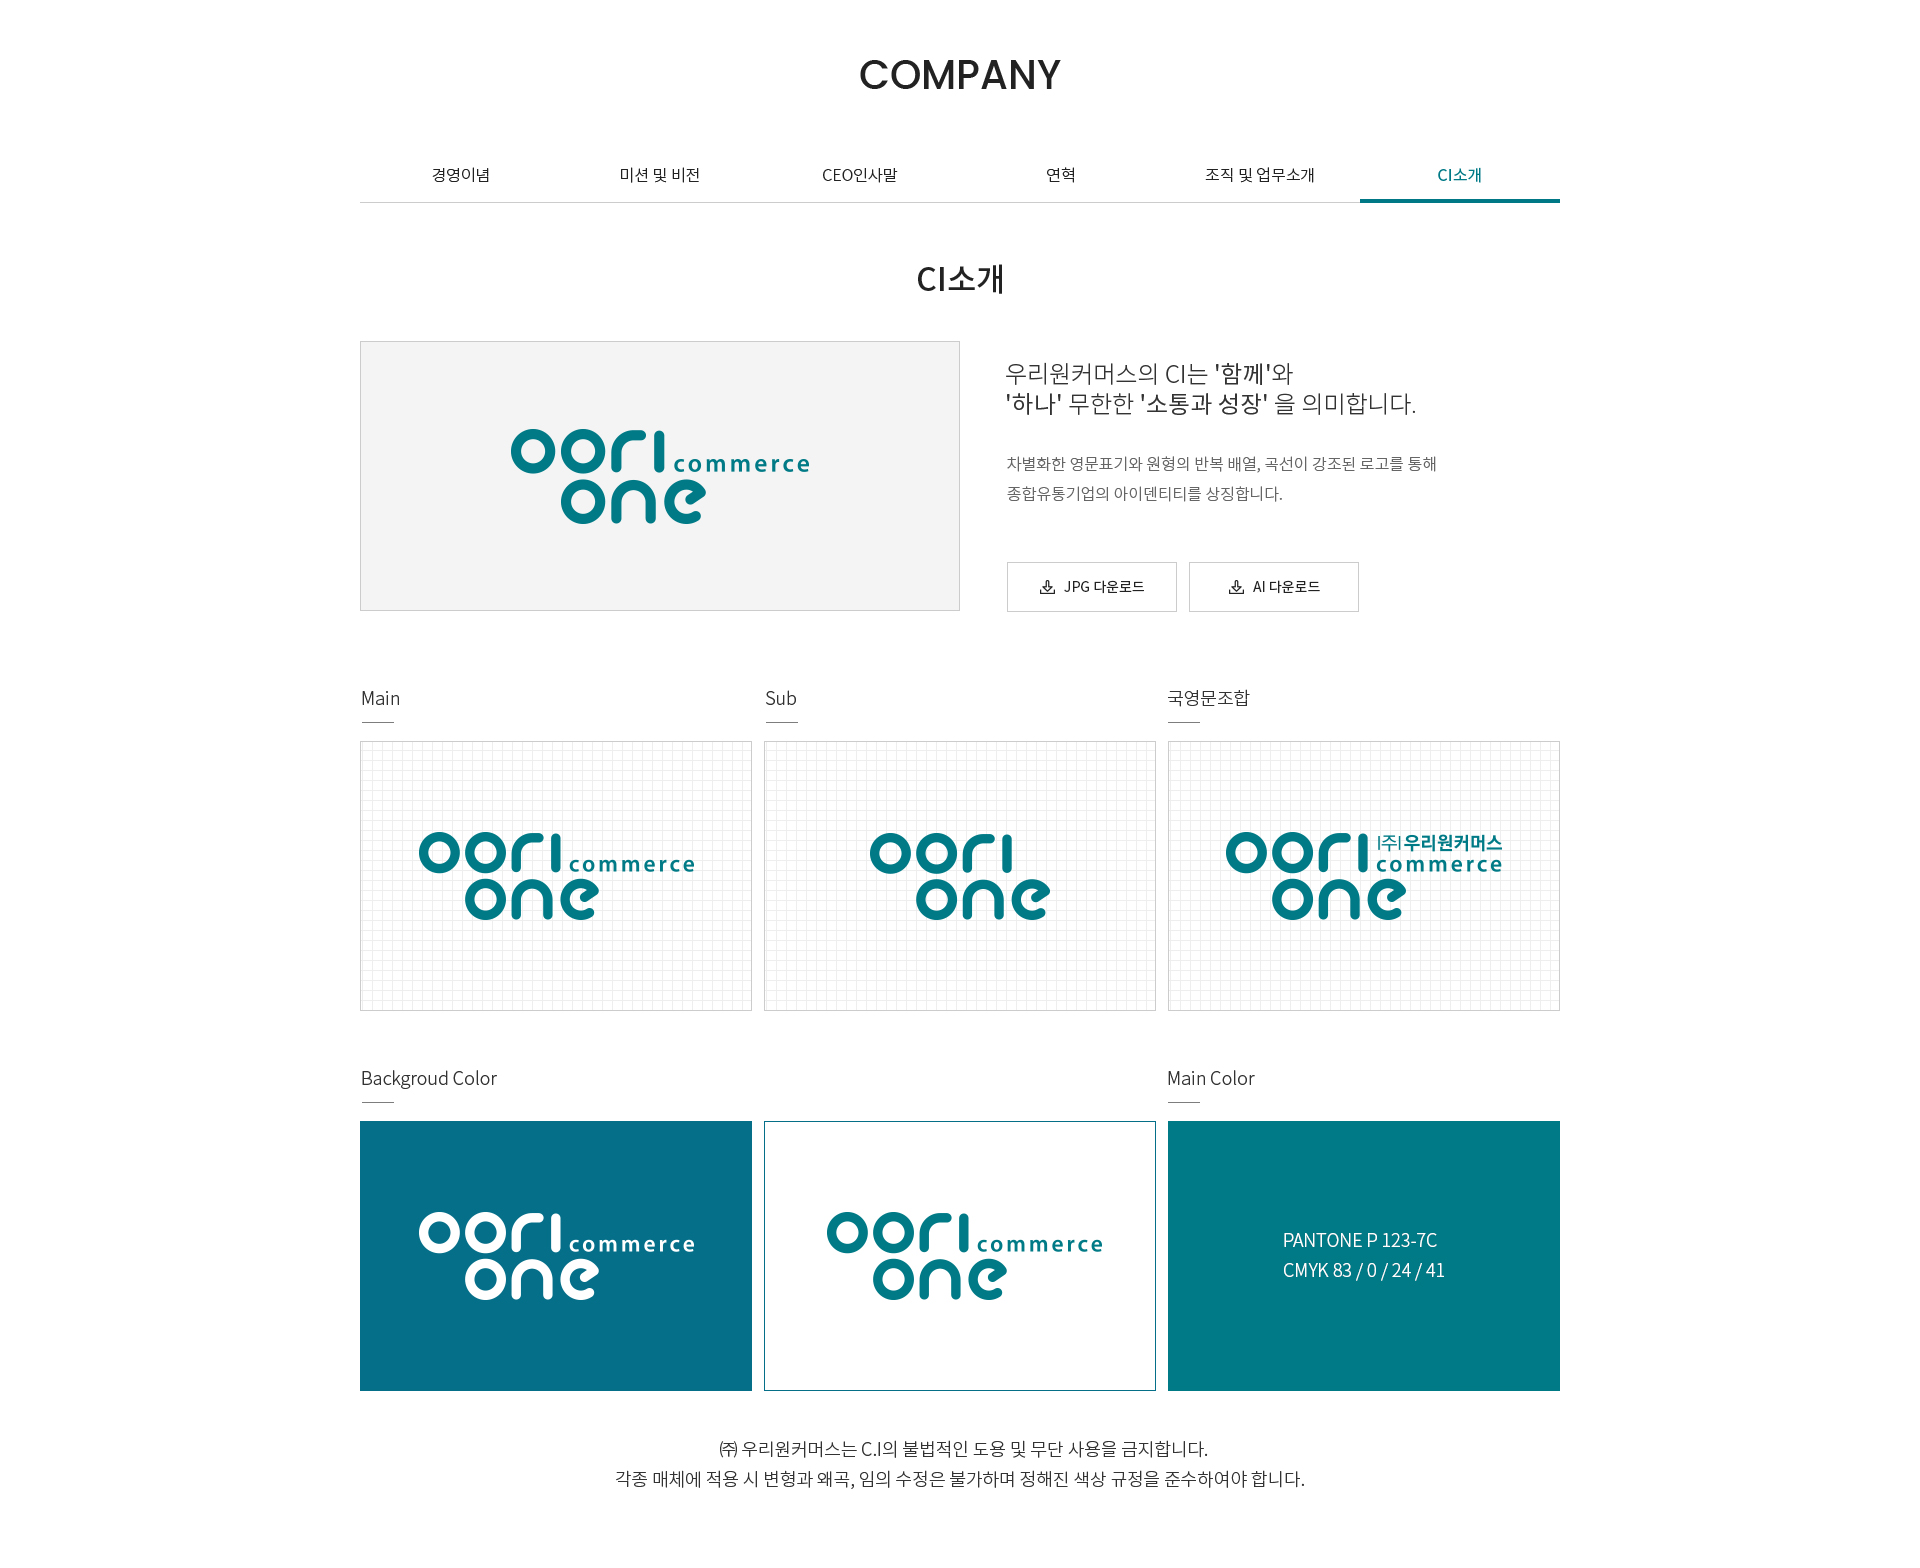 COMPANY
경영이념
미션 및 비전
CEO인사말
연혁
조직 및 업무소개
CI소개
CI소개
oori commerce
one
우리원커머스의 CI는 '함께'와
'하나' 무한한 '소통과 성장' 을 의미합니다.
차별화한 영문표기와 원형의 반복 배열, 곡선이 강조된 로고를 통해
종합유통기업의 아이덴티티를 상징합니다.
JPG 다운로드
AI 다운로드
Main
oori commerce
one
Sub
oori
one
국영문조합
oori |주|우리원커머스
commerce
one
Backgroud Color
oori commerce
one
oori commerce
one
Main Color
PANTONE P 123-7C
CMYK 83 / 0 / 24 / 41
㈜ 우리원커머스는 C.I의 불법적인 도용 및 무단 사용을 금지합니다.
각종 매체에 적용 시 변형과 왜곡, 임의 수정은 불가하며 정해진 색상 규정을 준수하여야 합니다.